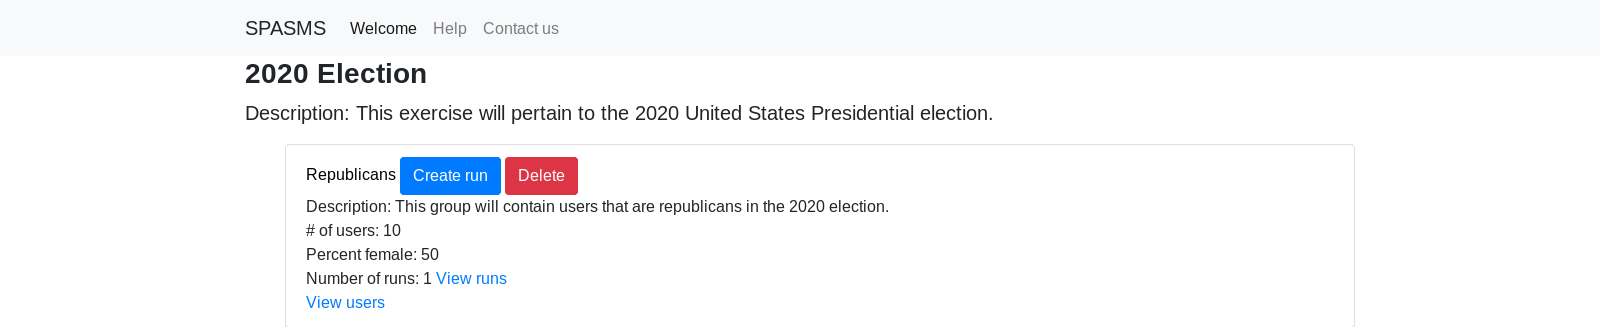 SPASMS Welcome Help Contact us
2020 Election
Description: This exercise will pertain to the 2020 United States Presidential election.
Republicans Create run Delete
Description: This group will contain users that are republicans in the 2020 election.
# of users: 10
Percent female: 50
Number of runs: 1 View runs
View users